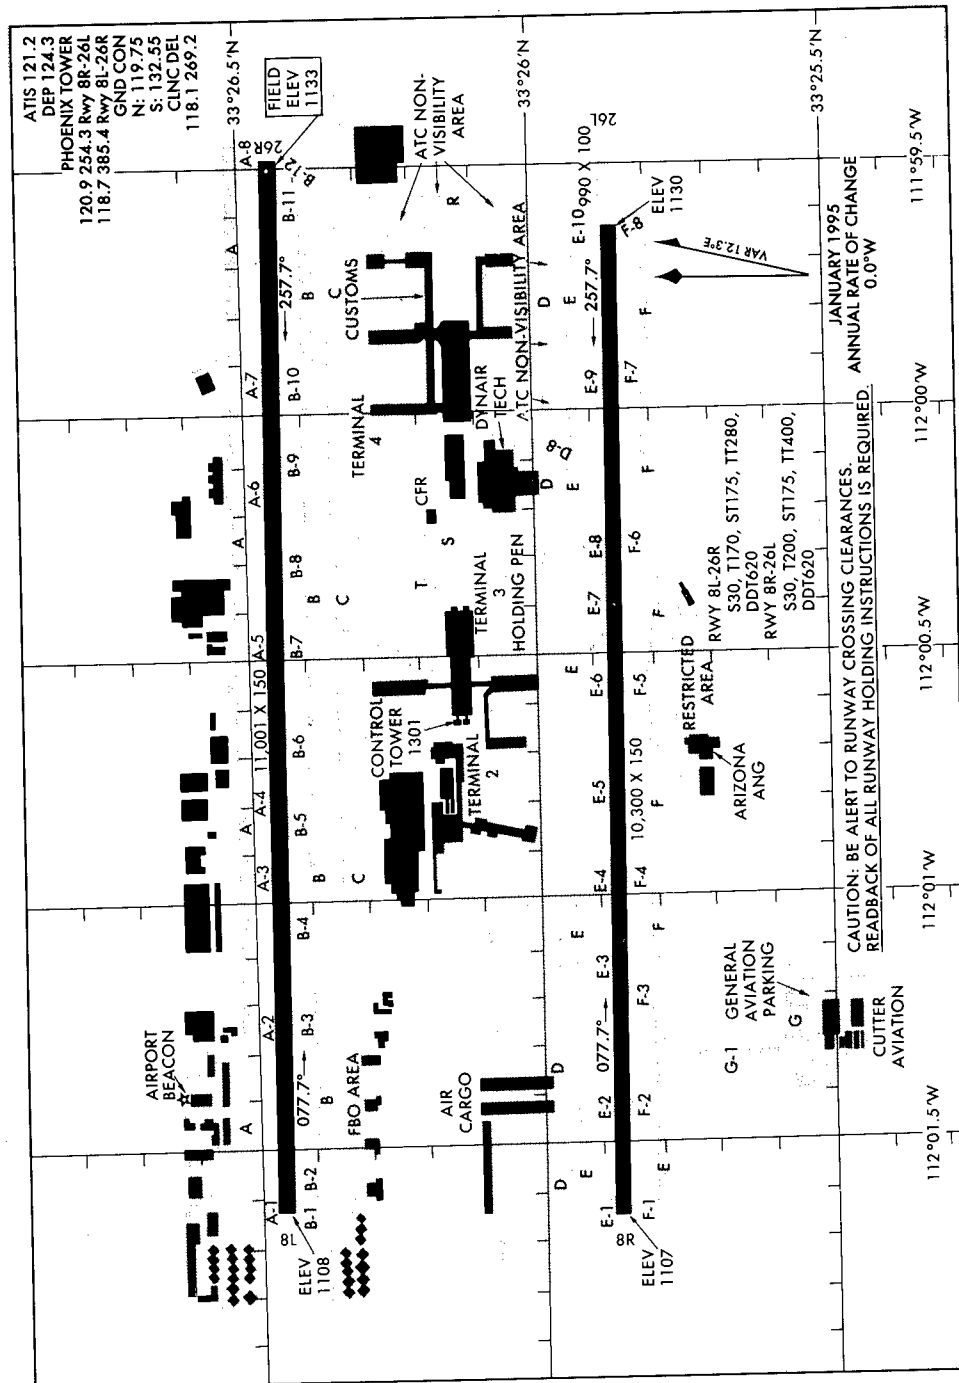 ATIS 121.2
DEP 124.3
PHOENIX TOWER
120.9 254.3 Rwy 8R-26L
118.7 385.4 Rwy 8L-26R
GND CON
N: 119.75
S: 132.55
CLNC DEL
118.1 269.2
33°26.5'N
33°26'N
33°25.5'N
AIRPORT
BEACON
A
A
A
A
A-1
A-2
A-3
A-4
A-5
A-6
A-7
A-8
8L
26R
11,001 X 150
FIELD
ELEV
1133
ELEV
1108
077.7°
257.7°
B-1
B-2
B-3
B-4
B-5
B-6
B-7
B-8
B-9
B-10
B-11
B-12
B
B
B
B
C
C
C
FBO AREA
AIR
CARGO
CONTROL
TOWER
1301
TERMINAL
2
TERMINAL
3
HOLDING PEN
T
S
CFR
TERMINAL
4
CUSTOMS
DYNAIR
TECH
ATC NON-
VISIBILITY
AREA
R
ATC NON-VISIBILITY AREA
D
D
D
D
D-8
E
E
E
E
E
E-1
E-2
E-3
E-4
E-5
E-6
E-7
E-8
E-9
E-10
990 X 100
8R
26L
077.7°
257.7°
10,300 X 150
ELEV
1107
ELEV
1130
F-1
F-2
F-3
F-4
F-5
F-6
F-7
F-8
E
F
F
F
F
F
G-1
G
GENERAL
AVIATION
PARKING
CUTTER
AVIATION
ARIZONA
ANG
RESTRICTED
AREA
RWY 8L-26R
S30, T170, ST175, TT280,
DDT620
RWY 8R-26L
S30, T200, ST175, TT400,
DDT620
VAR 12.3°E
JANUARY 1995
ANNUAL RATE OF CHANGE
0.0°W
CAUTION: BE ALERT TO RUNWAY CROSSING CLEARANCES.
READBACK OF ALL RUNWAY HOLDING INSTRUCTIONS IS REQUIRED.
112°01.5'W
112°01'W
112°00.5'W
112°00'W
111°59.5'W